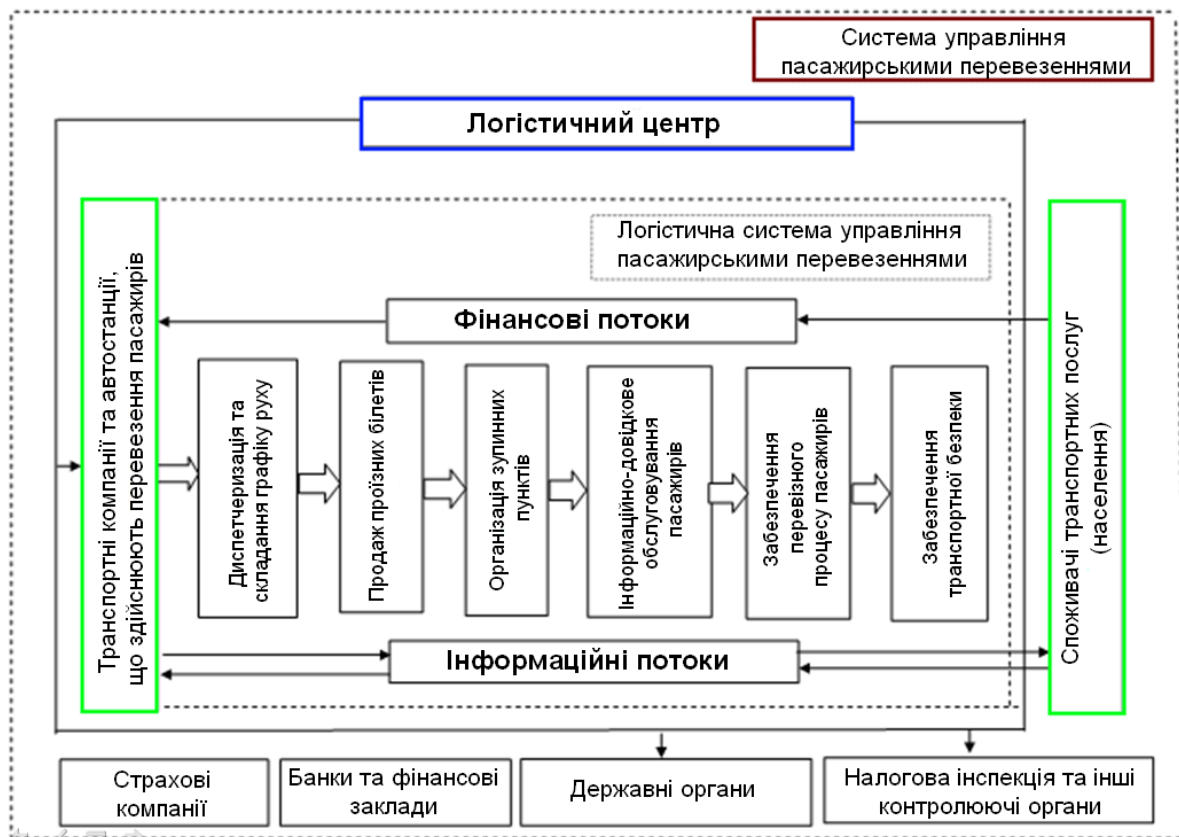 Система управління
пасажирськими перевезеннями
Логістичний центр
Логістична система управління
пасажирськими перевезеннями
Транспортні компанії та автостанції,
що здійснюють перевезення пасажирів
Фінансові потоки
Диспетчеризація та
складання графіку руху
Продаж проїзних білетів
Організація зупинних
пунктів
Інформаційно-довідкове
обслуговування
пасажирів
Забезпечення
перевізного
процесу пасажирів
Забезпечення
транспортної безпеки
Інформаційні потоки
Споживачі транспортних послуг
(населення)
Страхові
компанії
Банки та фінансові
заклади
Державні органи
Налогова інспекція та інші
контролюючі органи